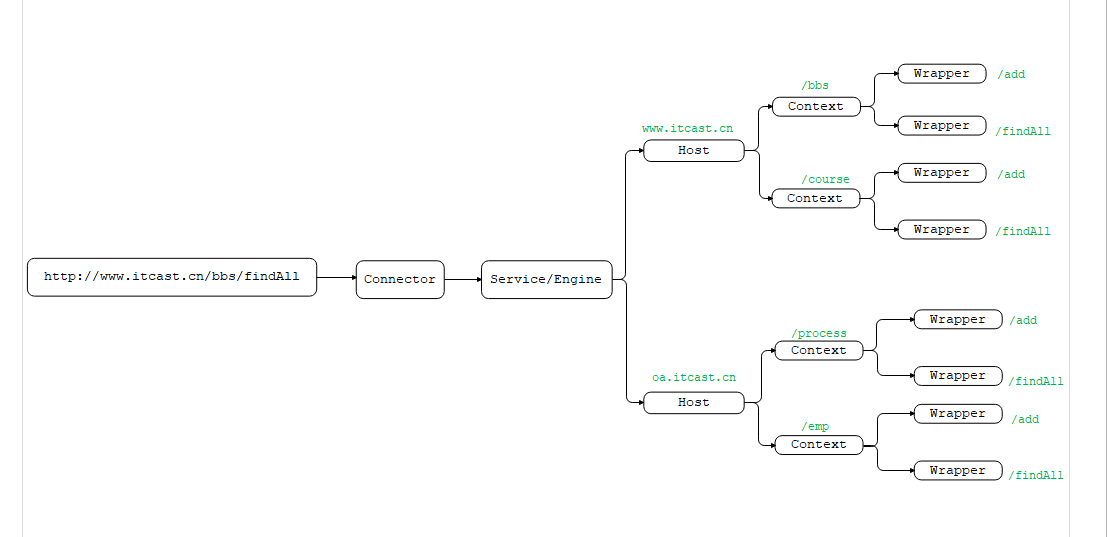 http://www.itcast.cn/bbs/findAll
Connector
Service/Engine
www.itcast.cn
Host
/bbs
Context
Wrapper
/add
Wrapper
/findAll
/course
Context
Wrapper
/add
Wrapper
/findAll
oa.itcast.cn
Host
/process
Context
Wrapper
/add
Wrapper
/findAll
/emp
Context
Wrapper
/add
Wrapper
/findAll